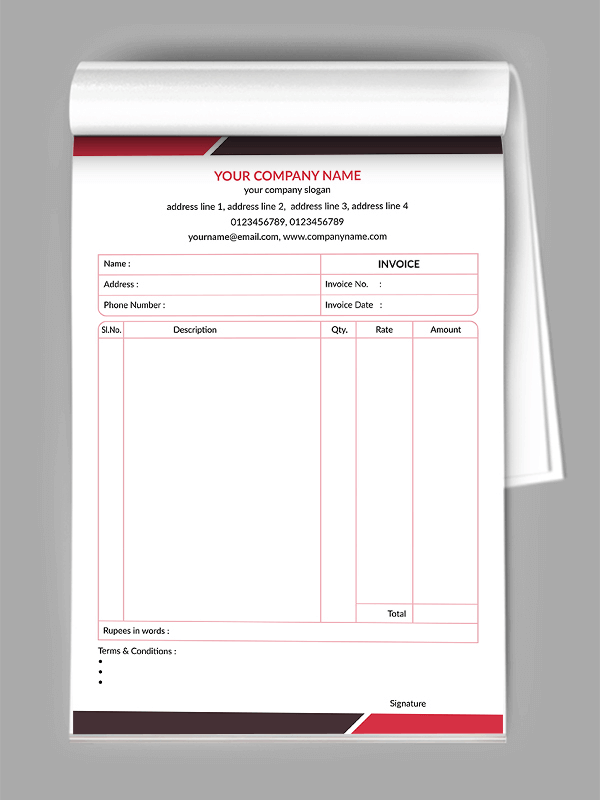 YOUR COMPANY NAME
your company slogan
address line 1, address line 2,  address line 3, address line 4
0123456789, 0123456789
yourname@email.com, www.companyname.com
Name :
INVOICE
Address :
Invoice No. :
Phone Number :
Invoice Date :
Sl.No. Description Qty. Rate Amount
Total
Rupees in words :
Terms & Conditions :
Signature